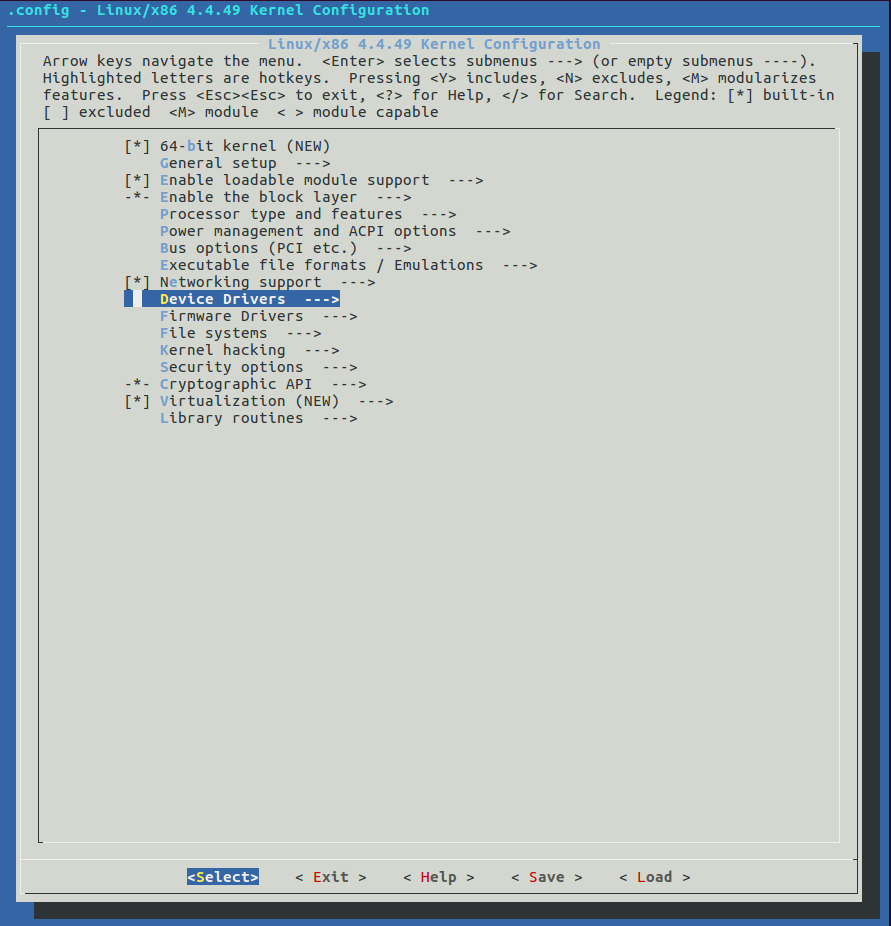 .config - Linux/x86 4.4.49 Kernel Configuration
Linux/x86 4.4.49 Kernel Configuration
Arrow keys navigate the menu.  <Enter> selects submenus ---> (or empty submenus ----).
Highlighted letters are hotkeys.  Pressing <Y> includes, <N> excludes, <M> modularizes
features.  Press <Esc><Esc> to exit, <?> for Help, </> for Search.  Legend: [*] built-in
[ ] excluded  <M> module  < > module capable
[*] 64-bit kernel (NEW)
General setup  --->
[*] Enable loadable module support  --->
-*- Enable the block layer  --->
Processor type and features  --->
Power management and ACPI options  --->
Bus options (PCI etc.)  --->
Executable file formats / Emulations  --->
[*] Networking support  --->
Device Drivers  --->
Firmware Drivers  --->
File systems  --->
Kernel hacking  --->
Security options  --->
-*- Cryptographic API  --->
[*] Virtualization (NEW)  --->
Library routines  --->
<Select>    < Exit >    < Help >    < Save >    < Load >